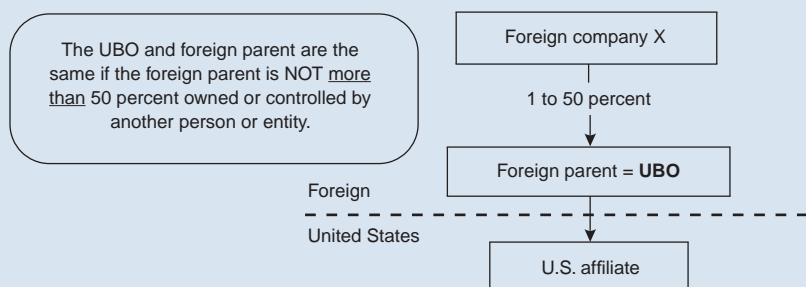 The UBO and foreign parent are the
same if the foreign parent is NOT more
than 50 percent owned or controlled by
another person or entity.
Foreign company X
1 to 50 percent
Foreign parent = UBO
Foreign
United States
U.S. affiliate